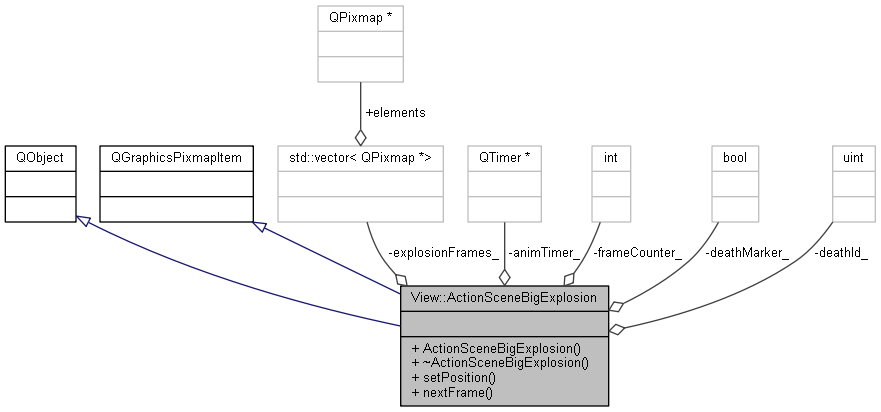 QPixmap *
+elements
QObject
QGraphicsPixmapItem
std::vector< QPixmap *>
QTimer *
int
bool
uint
-explosionFrames_
-animTimer_
-frameCounter_
-deathMarker_
-deathId_
View::ActionSceneBigExplosion
+ ActionSceneBigExplosion()
+ ~ActionSceneBigExplosion()
+ setPosition()
+ nextFrame()